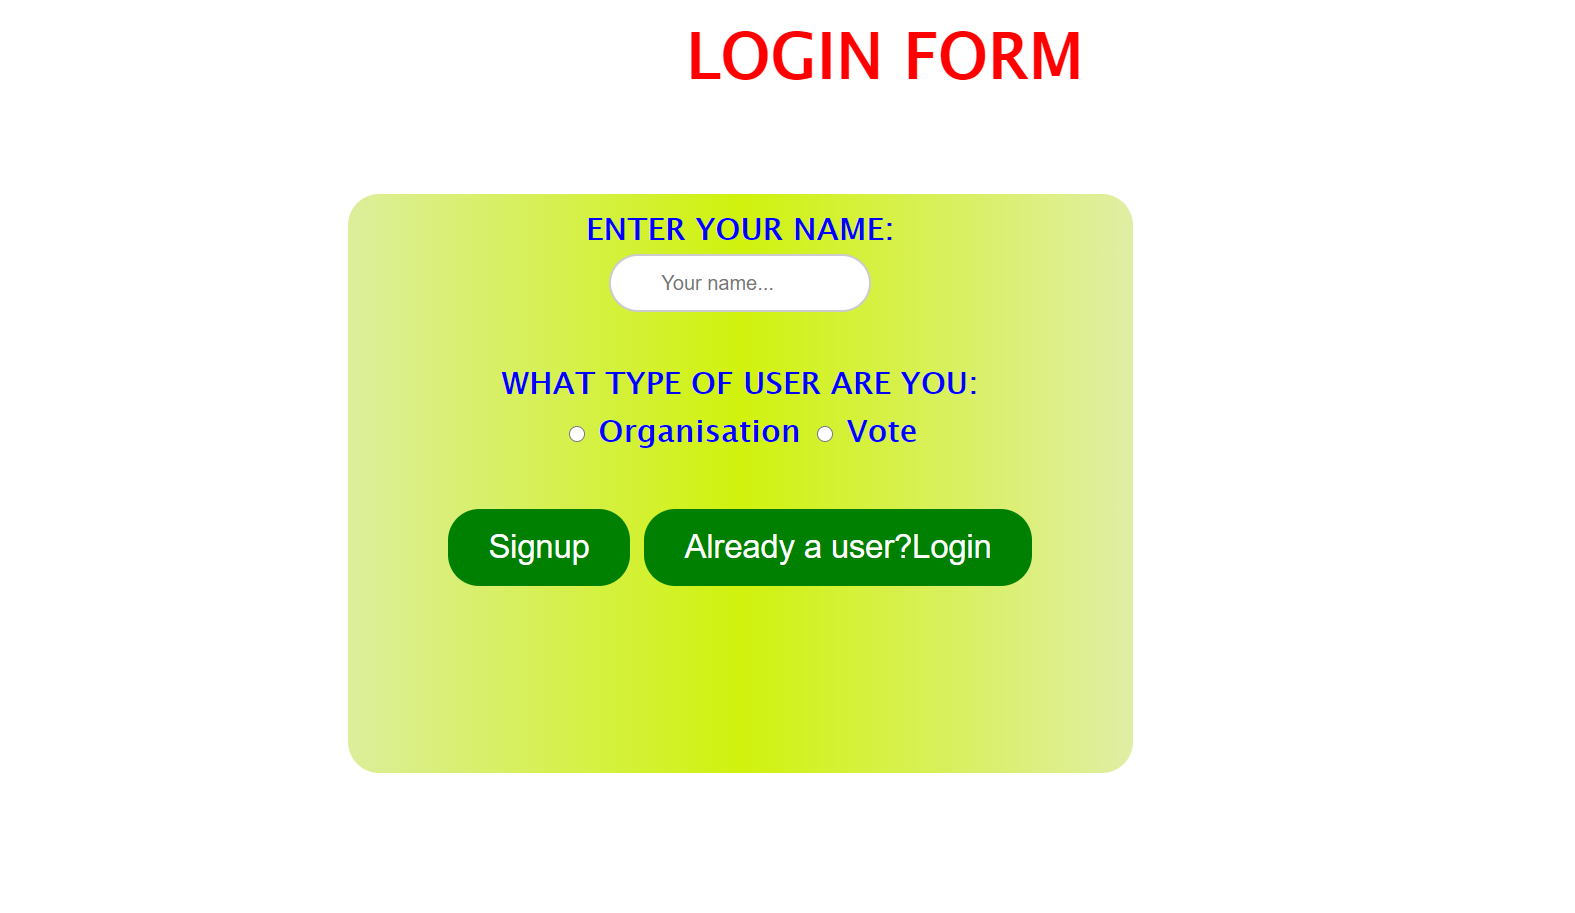 LOGIN FORM
ENTER YOUR NAME:
Your name...
WHAT TYPE OF USER ARE YOU:
Organisation Vote
Signup Already a user?Login